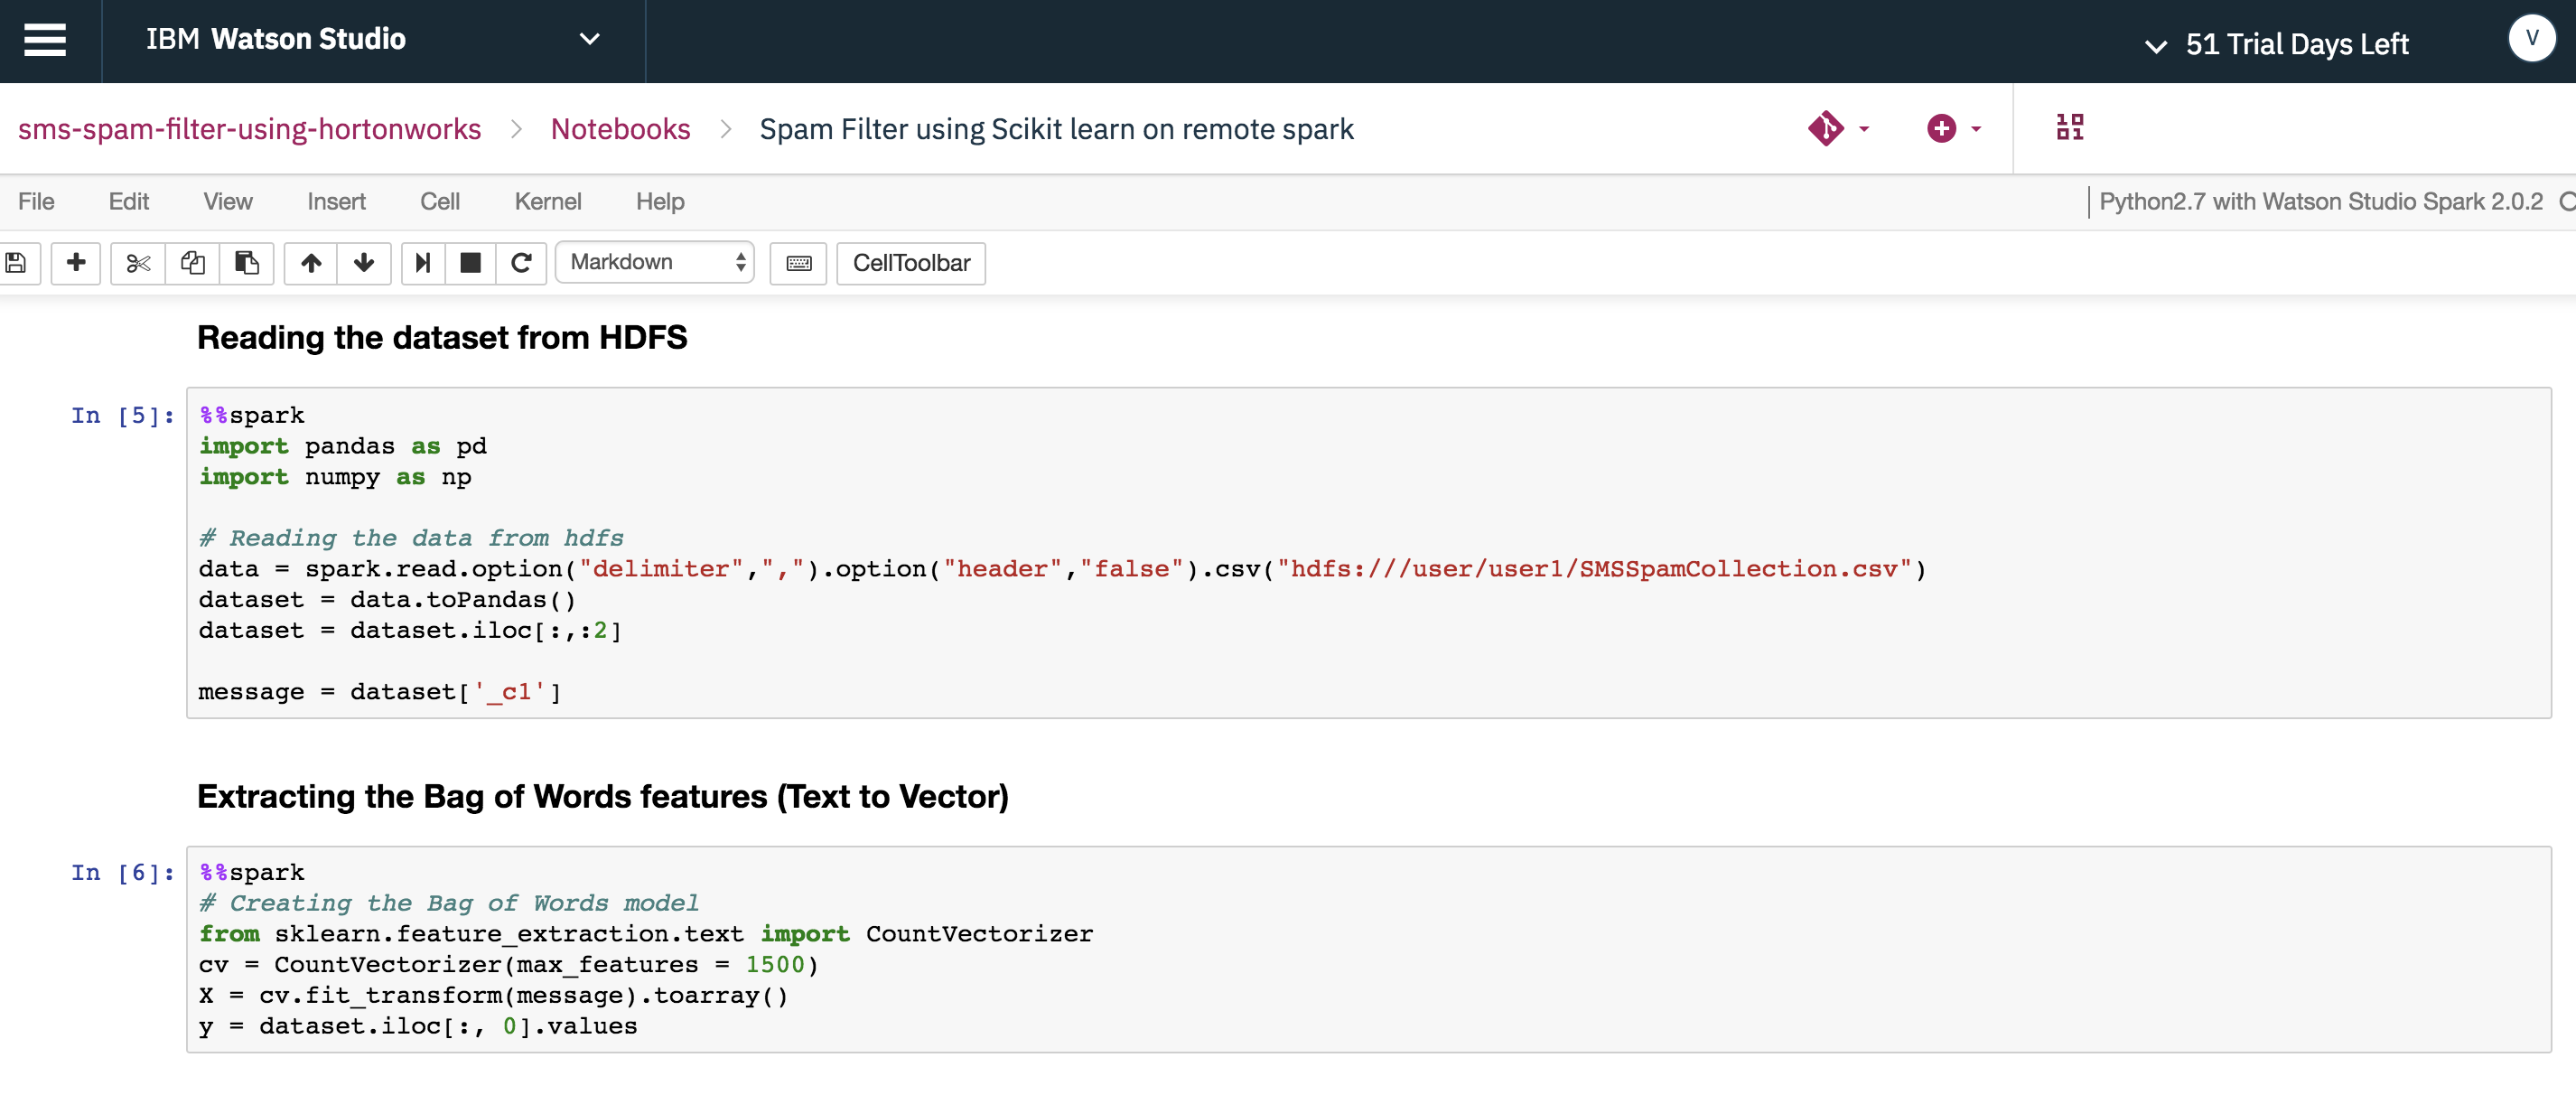 IBM Watson Studio
51 Trial Days Left
V
sms-spam-filter-using-hortonworks > Notebooks > Spam Filter using Scikit learn on remote spark
File Edit View Insert Cell Kernel Help
Python2.7 with Watson Studio Spark 2.0.2
Markdown
CellToolbar
Reading the dataset from HDFS
In [5]:
%%spark
import pandas as pd
import numpy as np
# Reading the data from hdfs
data = spark.read.option("delimiter",",").option("header","false").csv("hdfs:///user/user1/SMSSpamCollection.csv")
dataset = data.toPandas()
dataset = dataset.iloc[:,:2]
message = dataset['_c1']
Extracting the Bag of Words features (Text to Vector)
In [6]:
%%spark
# Creating the Bag of Words model
from sklearn.feature_extraction.text import CountVectorizer
cv = CountVectorizer(max_features = 1500)
X = cv.fit_transform(message).toarray()
y = dataset.iloc[:, 0].values